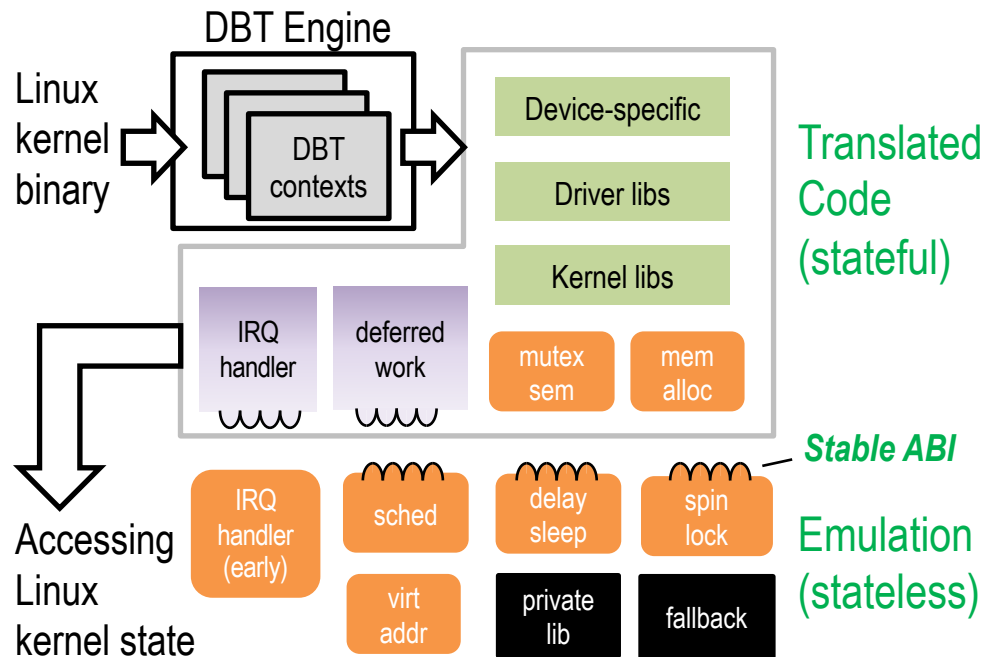 DBT Engine
Linux
kernel
binary
DBT
contexts
Device-specific
Driver libs
Kernel libs
Translated
Code
(stateful)
IRQ
handler
deferred
work
mutex
sem
mem
alloc
Stable ABI
IRQ
handler
(early)
sched
delay
sleep
spin
lock
virt
addr
private
lib
fallback
Emulation
(stateless)
Accessing
Linux
kernel state